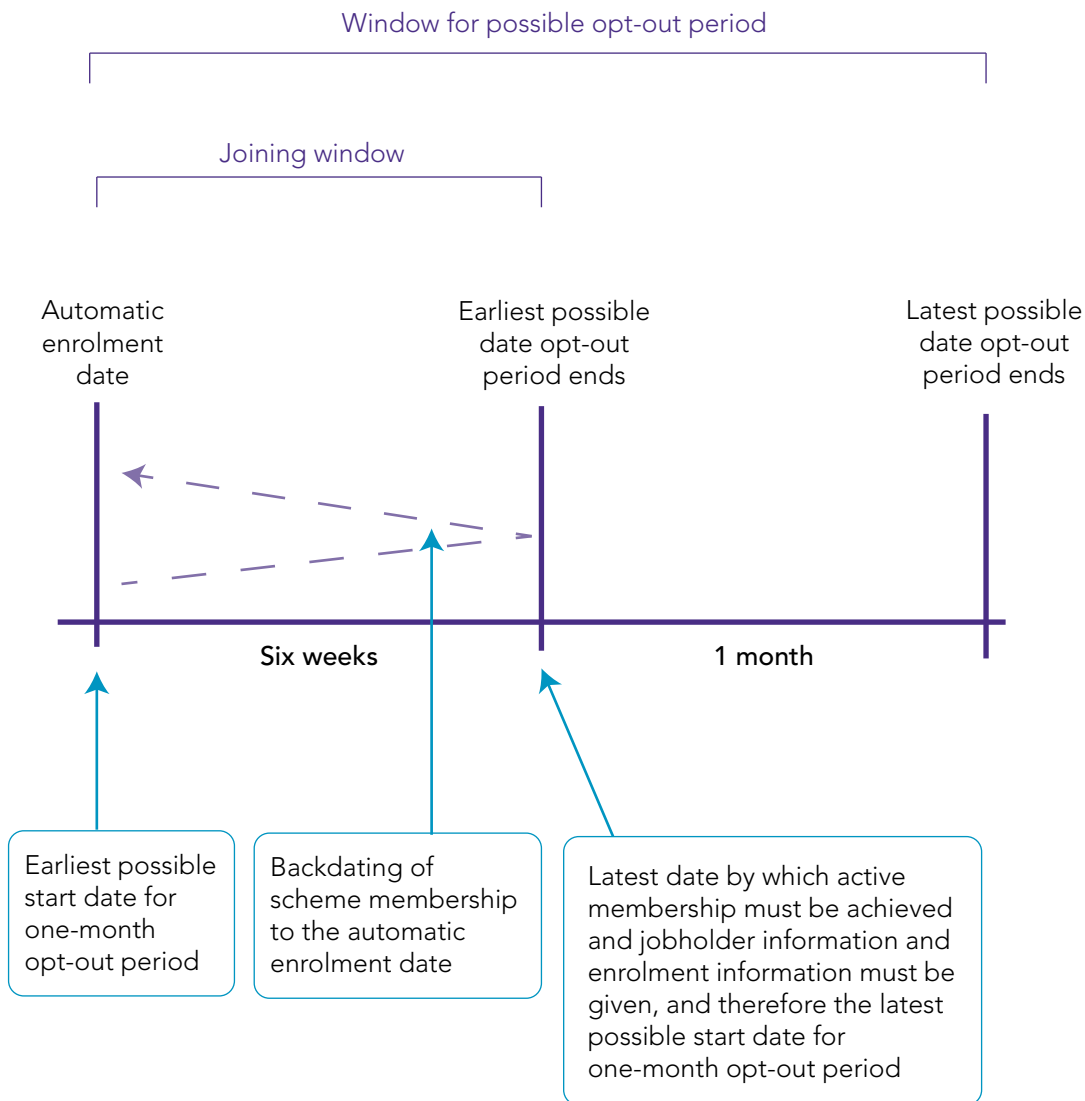 Window for possible opt-out period
Joining window
Automatic
enrolment
date
Earliest possible
date opt-out
period ends
Latest possible
date opt-out
period ends
Six weeks
1 month
Earliest possible
start date for
one-month
opt-out period
Backdating of
scheme membership
to the automatic
enrolment date
Latest date by which active
membership must be achieved
and jobholder information and
enrolment information must be
given, and therefore the latest
possible start date for
one-month opt-out period